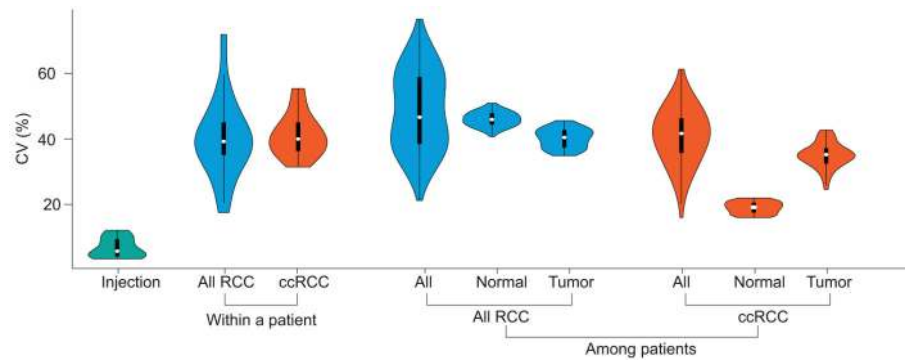 CV (%)
60
40
20
Injection
All RCC
ccRCC
All
Normal
Tumor
All
Normal
Tumor
Within a patient
All RCC
ccRCC
Among patients